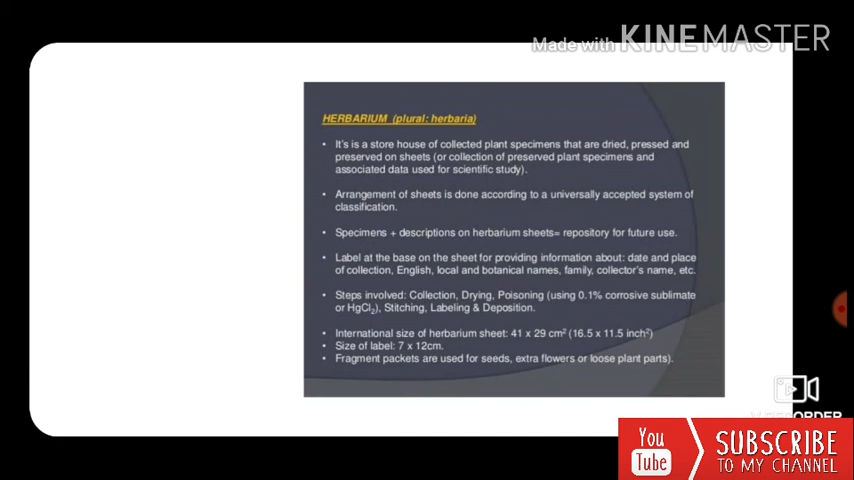 Made with KINEMASTER
HERBARIUM (plural: herbaria)
• It's is a store house of collected plant specimens that are dried, pressed and
preserved on sheets (or collection of preserved plant specimens and
associated data used for scientific study).
• Arrangement of sheets is done according to a universally accepted system of
classification.
• Specimens + descriptions on herbarium sheets= repository for future use.
• Label at the base on the sheet for providing information about: date and place
of collection, English, local and botanical names, family, collector's name, etc.
• Steps involved: Collection, Drying, Poisoning (using 0.1% corrosive sublimate
or HgCl₂), Stitching, Labeling & Deposition.
• International size of herbarium sheet: 41 x 29 cm² (16.5 x 11.5 inch²)
• Size of label: 7 x 12cm.
• Fragment packets are used for seeds, extra flowers or loose plant parts).
RECORDER
You
Tube
SUBSCRIBE
TO MY CHANNEL